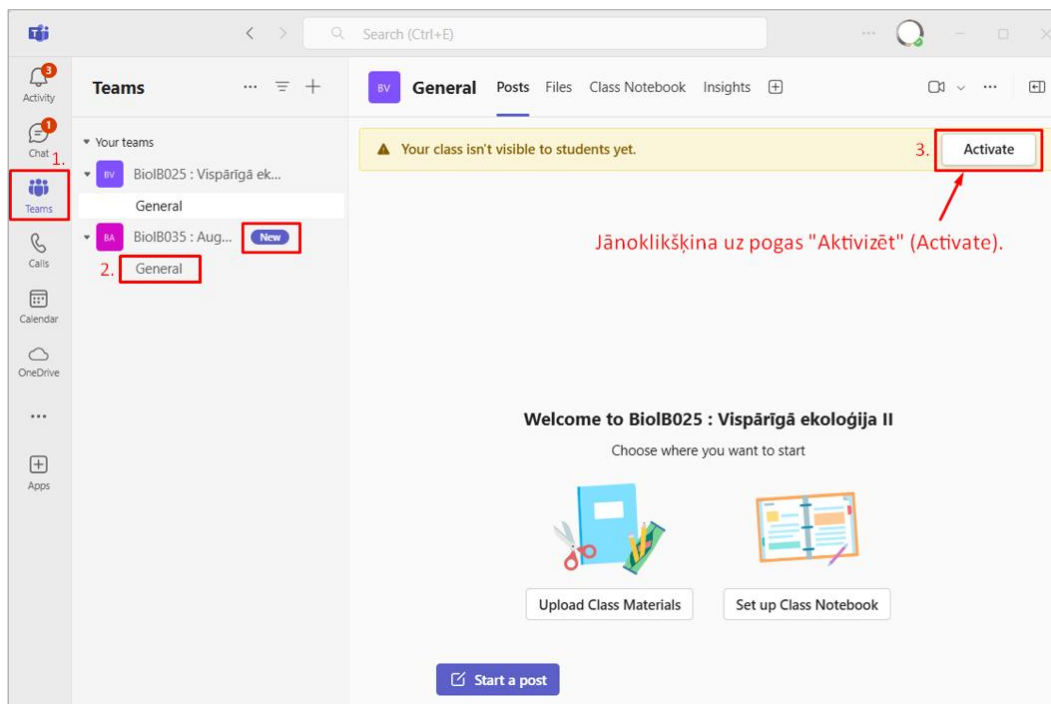 Search (Ctrl+E)
3
Activity
1
Chat
1.
Teams
Calls
Calendar
OneDrive
Apps
Teams
Your teams
BV BiolB025 : Vispārīgā ek...
General
BA BiolB035 : Aug... New
2. General
BV General Posts Files Class Notebook Insights
Your class isn't visible to students yet.
3. Activate
Jānoklikšķina uz pogas "Aktivizēt" (Activate).
Welcome to BiolB025 : Vispārīgā ekoloģija II
Choose where you want to start
Upload Class Materials Set up Class Notebook
Start a post